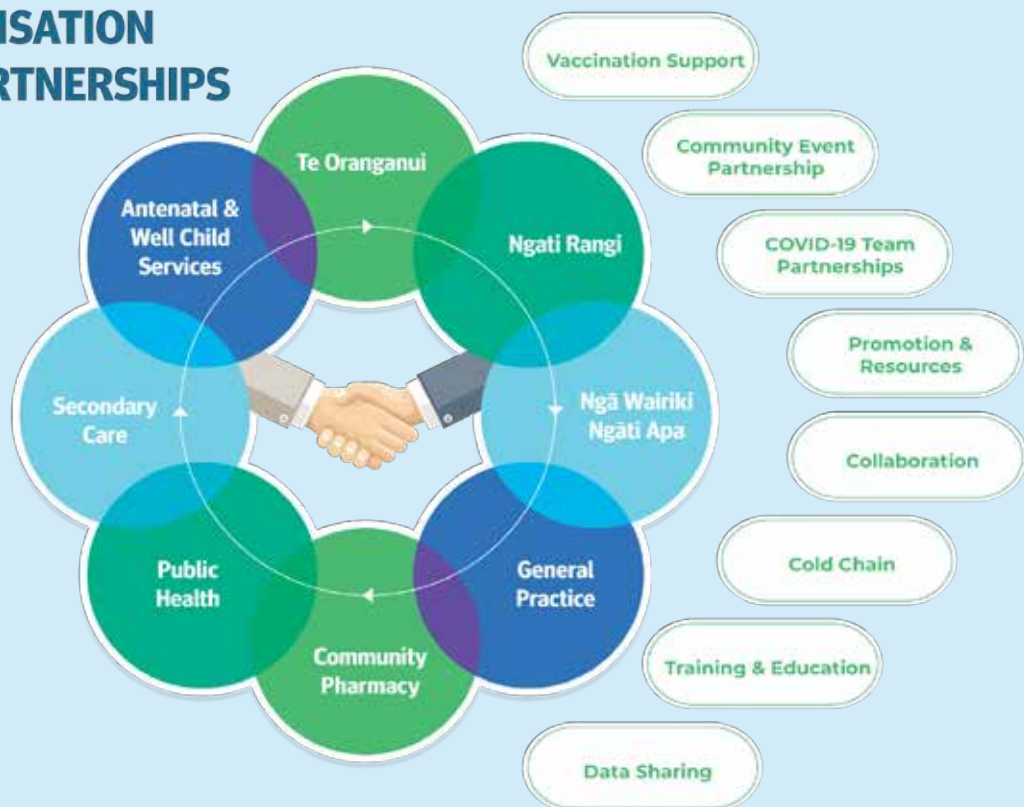 ISATION
RTNERSHIPS
Te Oranganui
Ngati Rangi
Ngā Wairiki
Ngāti Apa
General
Practice
Community
Pharmacy
Public
Health
Secondary
Care
Antenatal &
Well Child
Services
Vaccination Support
Community Event
Partnership
COVID-19 Team
Partnerships
Promotion &
Resources
Collaboration
Cold Chain
Training & Education
Data Sharing